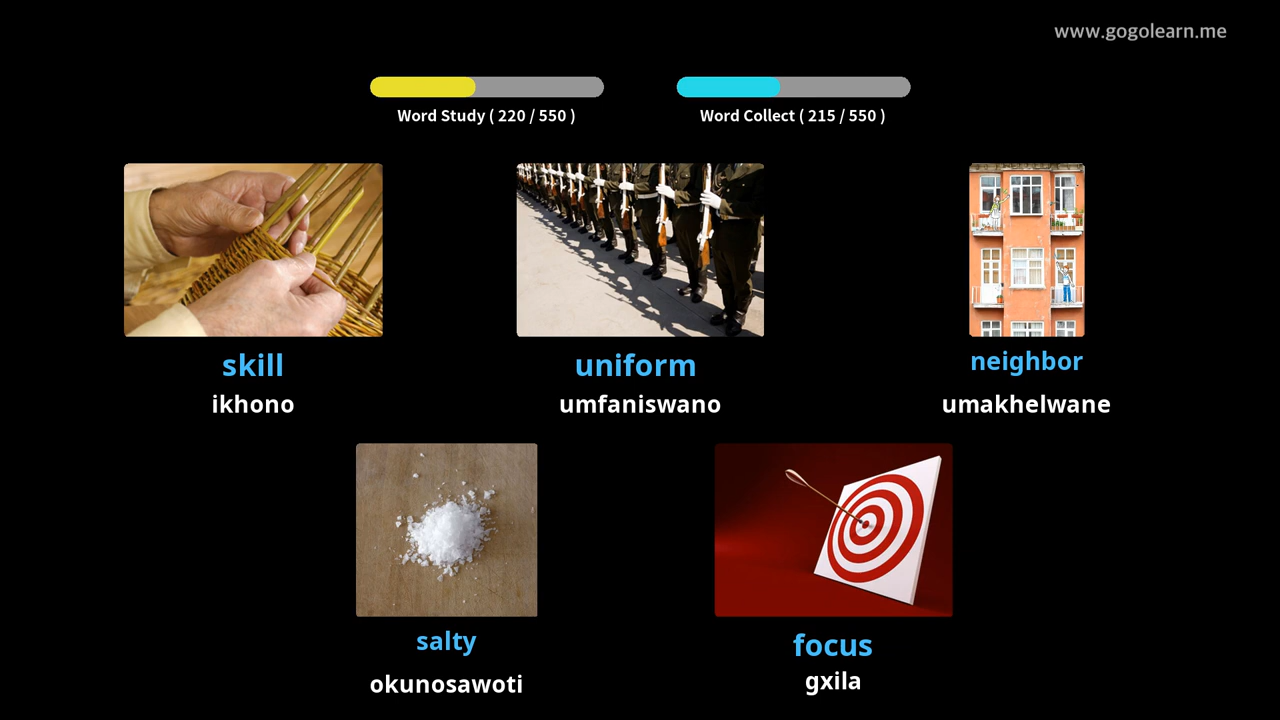 www.gogolearn.me
Word Study ( 220 / 550 )
Word Collect ( 215 / 550 )
skill
ikhono
uniform
umfaniswano
neighbor
umakhelwane
salty
okunosawoti
focus
gxila